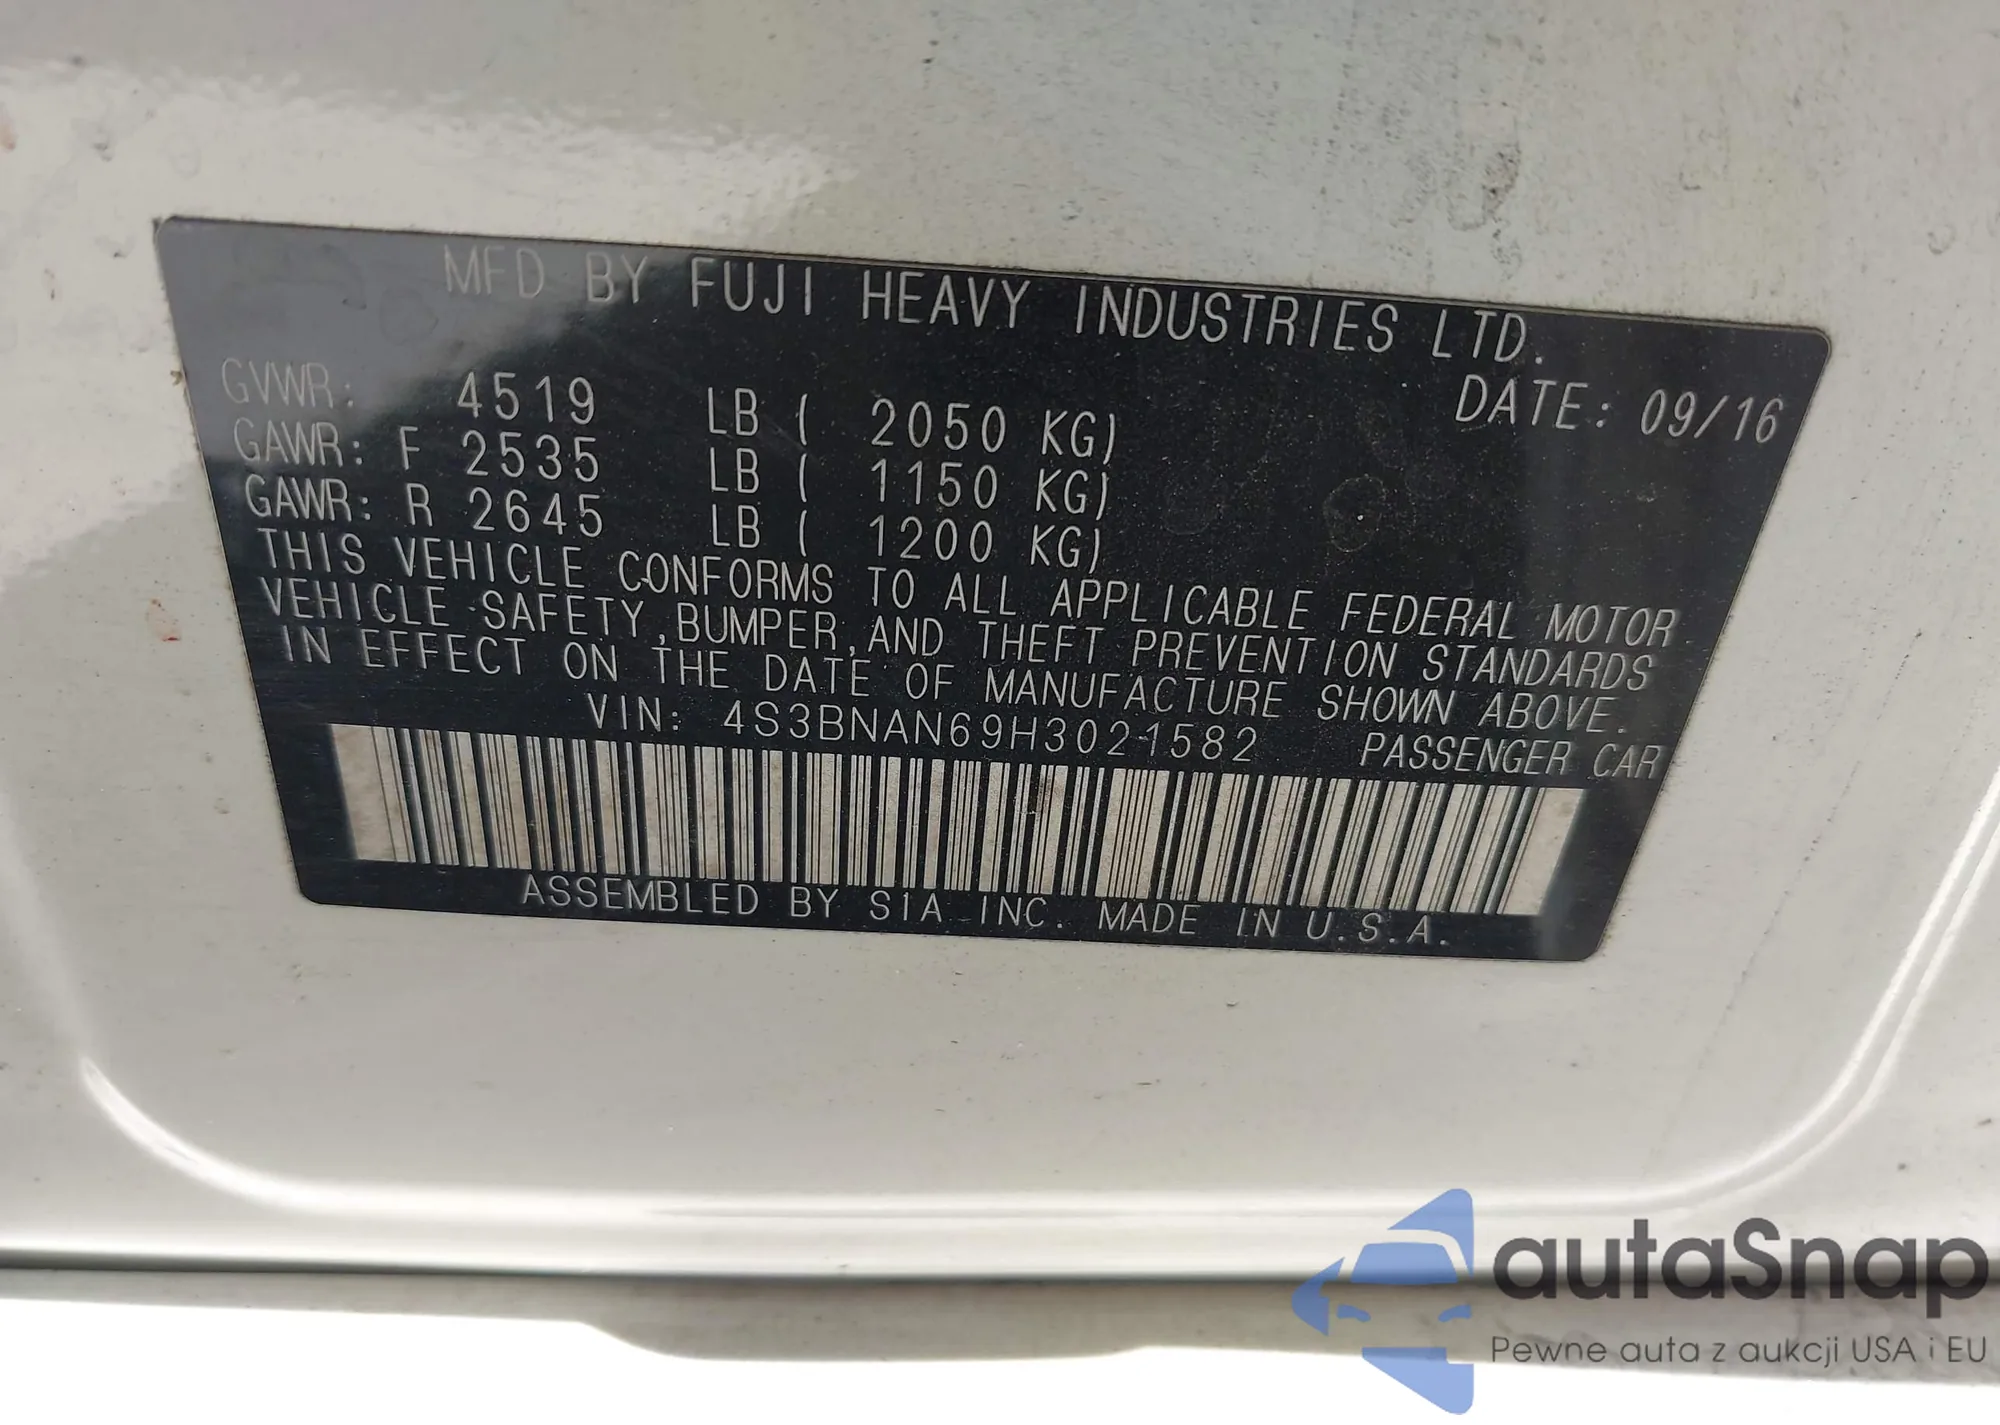 MFD BY FUJI HEAVY INDUSTRIES LTD.
DATE: 09/16
GVWR: 4519 LB ( 2050 KG)
GAWR: F 2535 LB ( 1150 KG)
GAWR: R 2645 LB ( 1200 KG)
THIS VEHICLE CONFORMS TO ALL APPLICABLE FEDERAL MOTOR
VEHICLE SAFETY, BUMPER, AND THEFT PREVENTION STANDARDS
IN EFFECT ON THE DATE OF MANUFACTURE SHOWN ABOVE.
VIN: 4S3BNAN69H3021582 PASSENGER CAR
ASSEMBLED BY SIA INC. MADE IN U.S.A.
autaSnap
Pewne auta z aukcji USA i EU